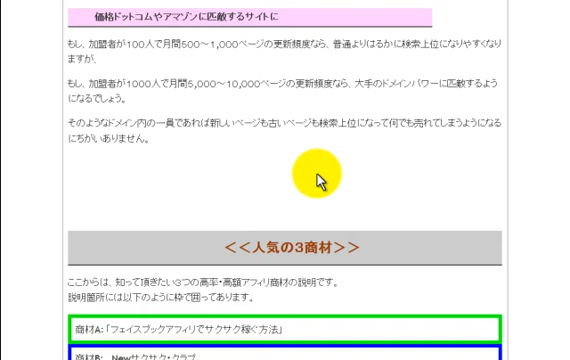 価格ドットコムやアマゾンに匹敵するサイトに
もし、加盟者が100人で月間500～1,000ページの更新頻度なら、普通よりはるかに検索上位になりやすくなり
ますが、
もし、加盟者が1000人で月間5,000～10,000ページの更新頻度なら、大手のドメインパワーに匹敵するよう
になるでしょう。
そのようなドメイン内の一員であれば新しいページも古いページも検索上位になって何でも売れてしまうようになる
にちがいありません。
＜＜人気の3商材＞＞
ここからは、知って頂きたい3つの高率・高額アフィリ商材の説明です。
説明箇所には以下のように枠で囲ってあります。
商材A:「フェイスブックアフィリでサクサク稼ぐ方法」
商材B: Newサクサク・クラブ